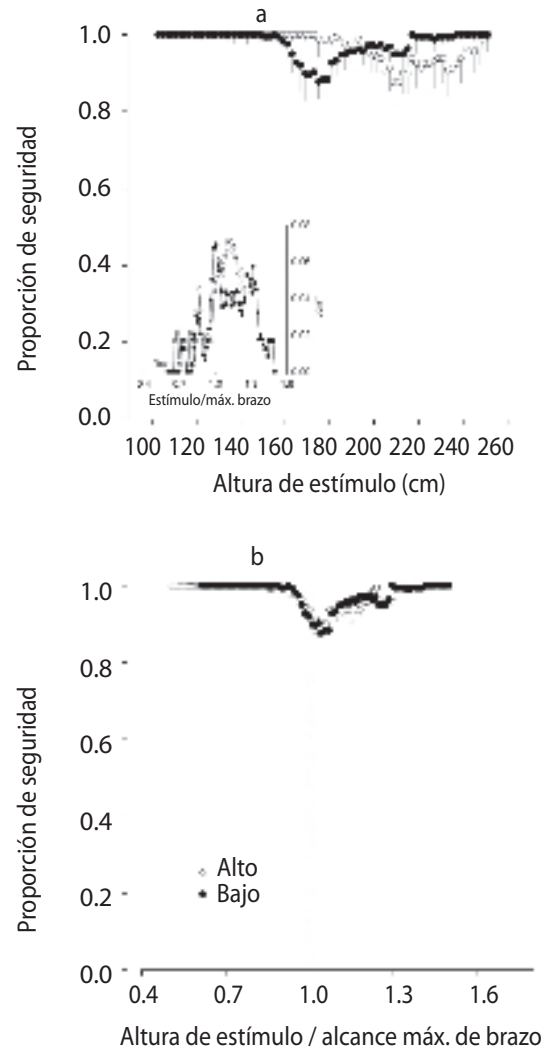 a
Proporción de seguridad
1.0
0.8
0.6
0.4
0.2
0.0
Estímulo/máx. brazo
100 120 140 160 180 200 220 240 260
Altura de estímulo (cm)
b
Proporción de seguridad
1.0
0.8
0.6
0.4
0.2
0.0
Alto
Bajo
0.4 0.7 1.0 1.3 1.6
Altura de estímulo / alcance máx. de brazo